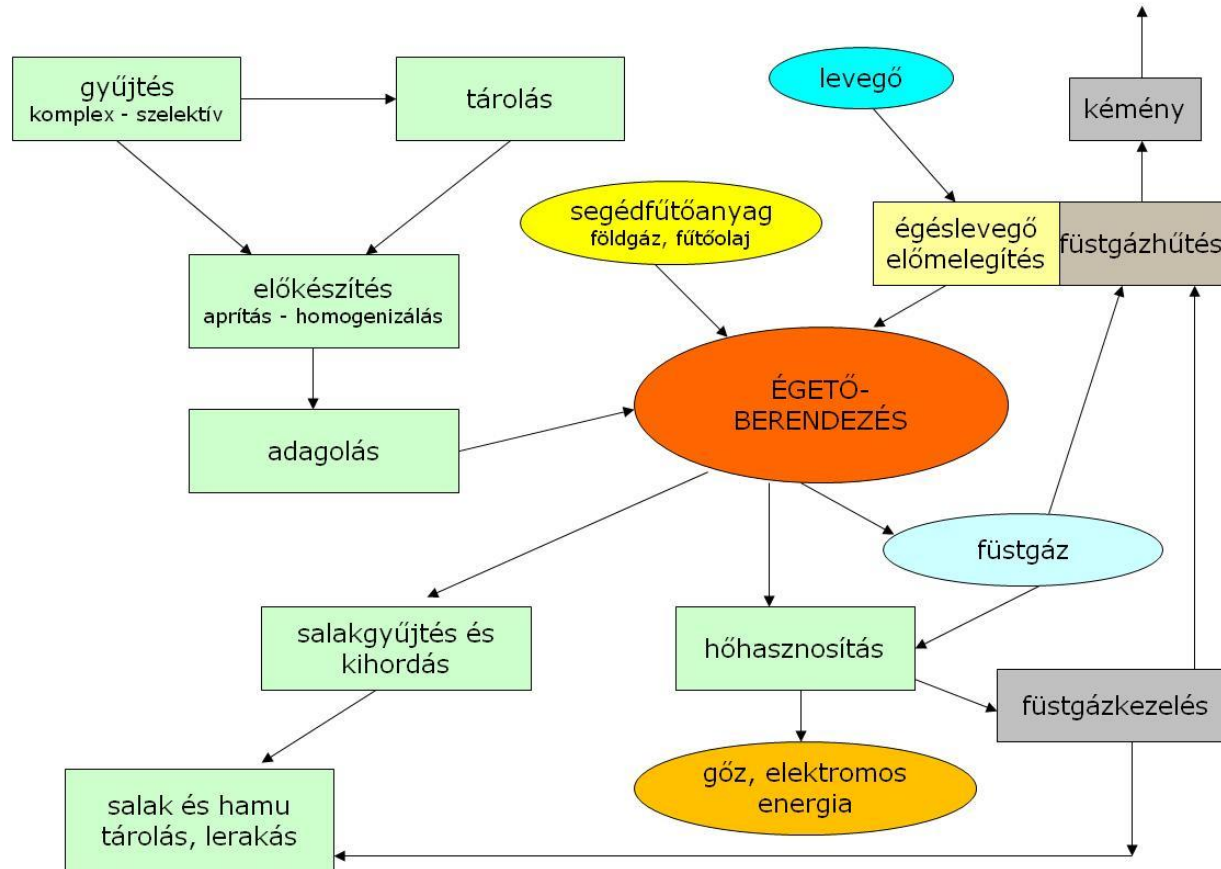 gyűjtés
komplex - szelektív
tárolás
levegő
kémény
segédfűtőanyag
földgáz, fűtőolaj
égéslevegő
előmelegítés
füstgázhűtés
előkészítés
aprítás - homogenizálás
ÉGETŐ-
BERENDEZÉS
adagolás
füstgáz
salakgyűjtés és
kihordás
hőhasznosítás
füstgázkezelés
gőz, elektromos
energia
salak és hamu
tárolás, lerakás